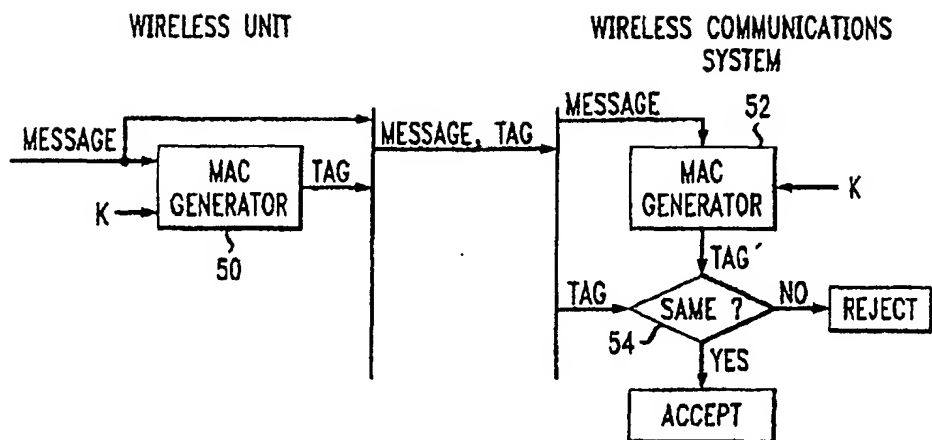 WIRELESS UNIT
WIRELESS COMMUNICATIONS
SYSTEM
MESSAGE
MAC
GENERATOR
K
50
TAG
MESSAGE, TAG
MESSAGE
52
MAC
GENERATOR
K
TAG´
TAG
SAME ?
54
NO
REJECT
YES
ACCEPT